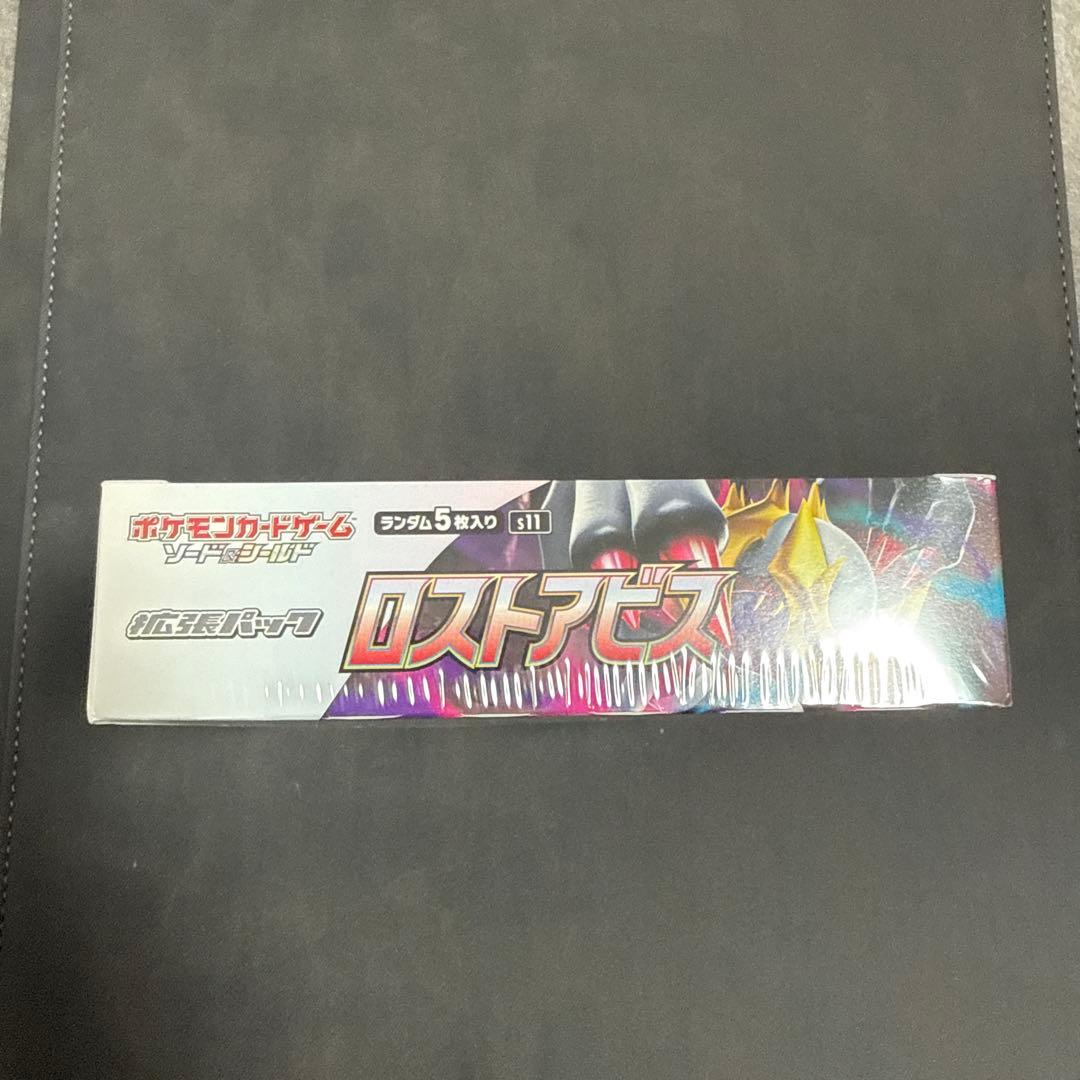 ポケモンカードゲーム
ソード&シールド
ランダム5枚入り s11
拡張パック
ロストアビス